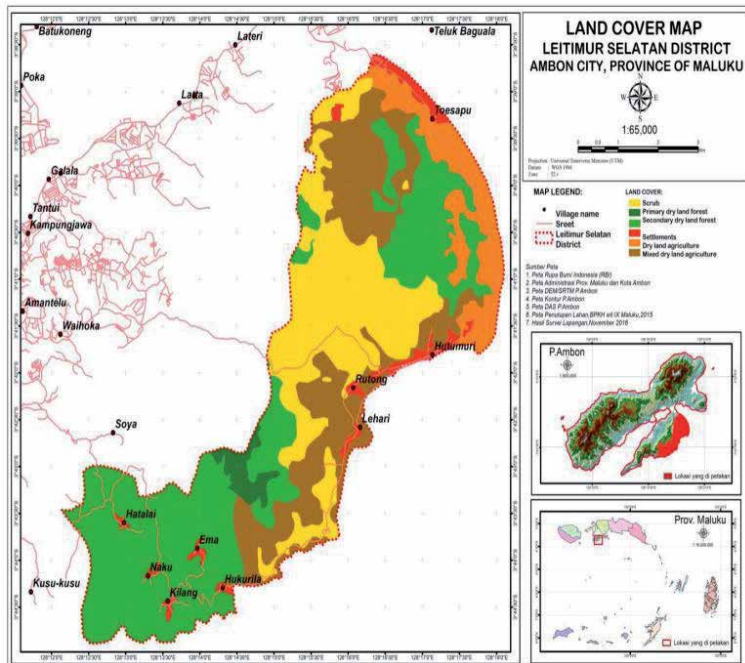 LAND COVER MAP
LEITIMUR SELATAN DISTRICT
AMBON CITY, PROVINCE OF MALUKU
N
W E
S
1:65,000
MAP LEGEND:
Village name
Sreet
Leitimur Selatan
District
LAND COVER:
Scrub
Primary dry land forest
Secondary dry land forest
Settlements
Dry land agriculture
Mixed dry land agriculture
Sumber Peta
1. Peta Rupa Bumi Indonesia (RBI)
2. Peta Administrasi Prov. Maluku dan Kota Ambon
3. Peta DEM/SRTM P.Ambon
4. Peta Kontur P.Ambon
5. Peta DAS P.Ambon
6. Peta Penutupan Lahan,BPKH wil IX Maluku,2015
7. Hasil Survei Lapangan,November 2016
P.Ambon
Lokasi yang di petakan
Prov. Maluku
Lokasi yang di petakan
Batukoneng
Lateri
Teluk Baguala
Poka
Latta
Toesapu
Galala
Tantui
Kampungjawa
Amantelu
Waihoka
Hutumuri
Rutong
Lehari
Soya
Hatalai
Ema
Naku
Hukurila
Kilang
Kusu-kusu